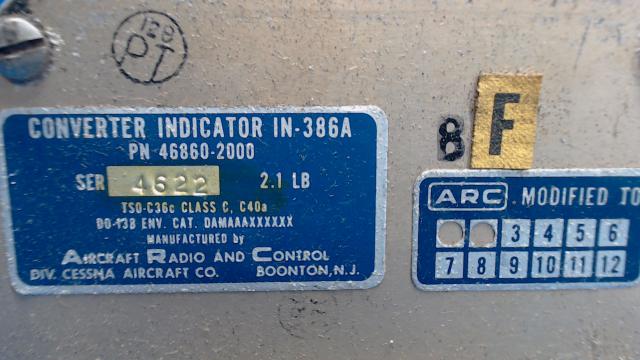 128
PT
CONVERTER INDICATOR IN-386A
PN 46860-2000
SER 4622 2.1 LB
TSO-C36c CLASS C, C40a
DO-138 ENV. CAT. DAMAAAXXXXXX
MANUFACTURED by
AIRCRAFT RADIO AND CONTROL
DIV. CESSNA AIRCRAFT CO. BOONTON, N.J.
8 F
ARC MODIFIED TO
3 4 5 6
7 8 9 10 11 12